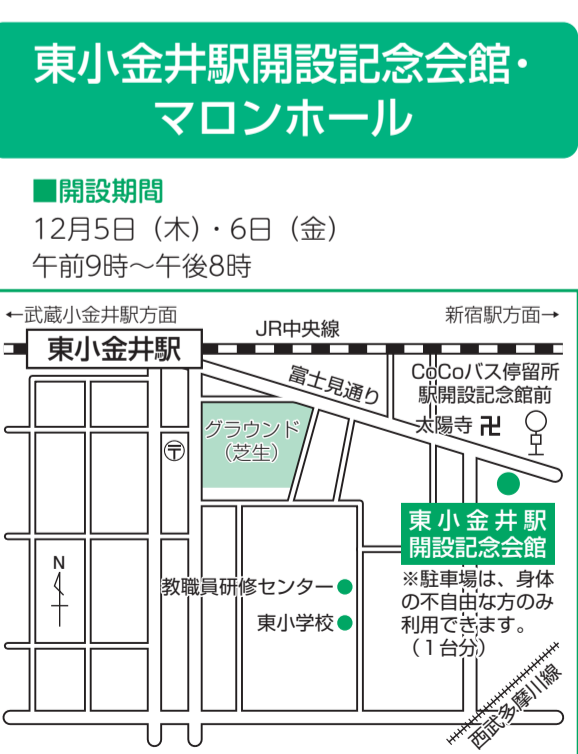 東小金井駅開設記念会館・
マロンホール
■開設期間
12月5日（木）・6日（金）
午前9時～午後8時
←武蔵小金井駅方面
新宿駅方面→
JR中央線
東小金井駅
富士見通り
CoCoバス停留所
駅開設記念館前
太陽寺 卍
グラウンド
（芝生）
〒
東小金井駅
開設記念会館
※駐車場は、身体
の不自由な方のみ
利用できます。
（1台分）
N
教職員研修センター
東小学校
西武多摩川線